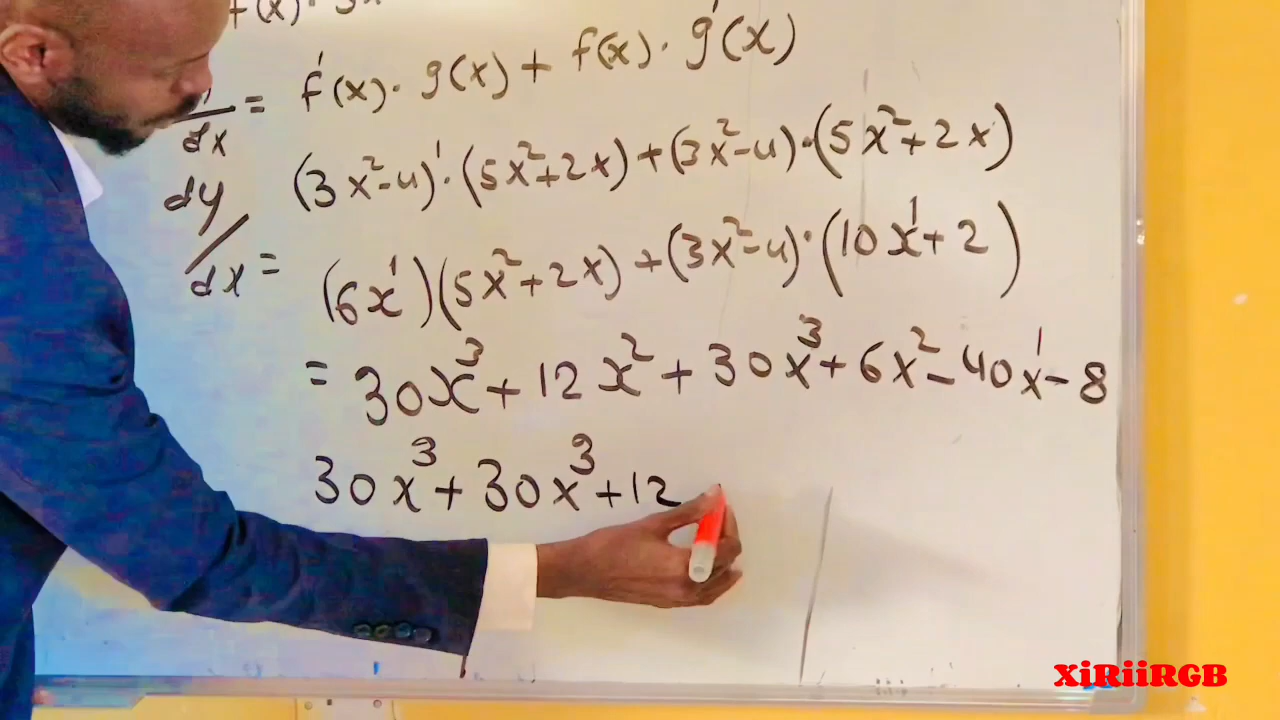 f(x) · g
= f'(x) · g(x) + f(x) · g'(x)
dx
dy (3x²-4)' · (5x²+2x) + (3x²-4) · (5x²+2x)
/dx = (6x¹)(5x²+2x) + (3x²-4) · (10x¹+2)
= 30x³ + 12x² + 30x³ + 6x² - 40x¹ - 8
30x³ + 30x³ + 12
XiRiiRGB